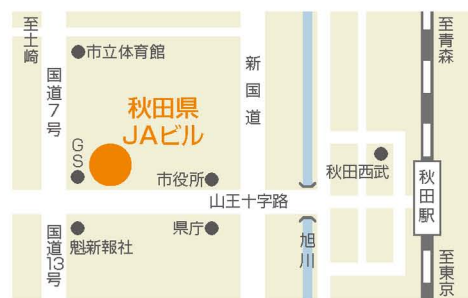 至土崎
国道7号
市立体育館
秋田県
JAビル
GS
市役所
新国道
山王十字路
国道13号
魁新報社
県庁
旭川
秋田西武
至青森
秋田駅
至東京